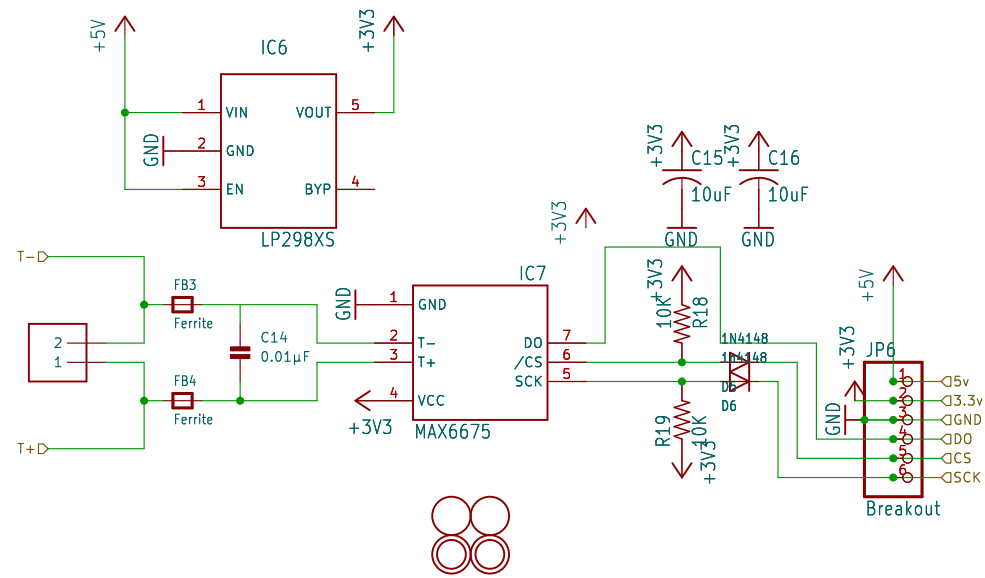 +5V
+3V3
IC6
1 VIN
VOUT 5
GND
2 GND
3 EN
BYP 4
LP298XS
+3V3
C15
10uF
GND
+3V3
C16
10uF
GND
+3V3
T-
T+
2
1
FB3
Ferrite
FB4
Ferrite
C14
0.01µF
IC7
GND
1 GND
2 T-
3 T+
4 VCC
+3V3
DO 7
/CS 6
SCK 5
MAX6675
+3V3
10K
R18
R19
10K
+3V3
1N4148
1n4148
D5
D6
+5V
+3V3
GND
JP6
1 5v
2 3.3v
3 GND
4 DO
5 CS
6 SCK
Breakout